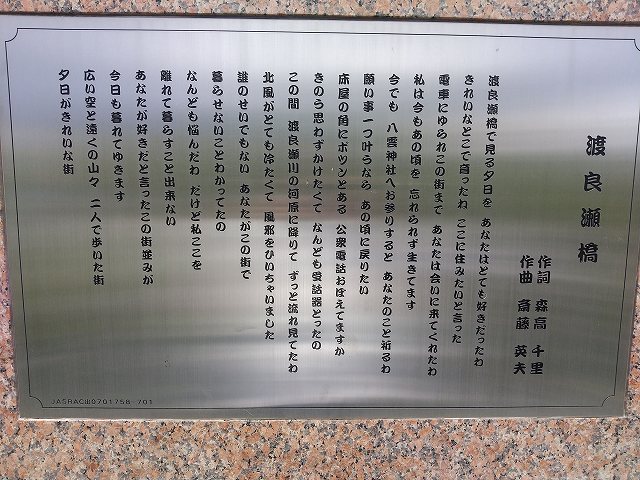 渡良瀬橋
作詞 森高 千里
作曲 斎藤 英夫
渡良瀬橋で見る夕日を あなたはとても好きだったわ
きれいなとこで育ったね ここに住みたいと言った
電車にゆられこの街まで あなたは会いに来てくれたわ
私は今もあの頃を 忘れられず生きてます
今でも 八雲神社へお参りすると あなたのこと祈るわ
願い事一つ叶うなら あの頃に戻りたい
床屋の角にポツンとある 公衆電話おぼえてますか
きのう思わずかけたくて なんども受話器とったの
この間 渡良瀬川の河原に降りて ずっと流れ見てたわ
北風がとても冷たくて 風邪をひいちゃいました
誰のせいでもない あなたがこの街で
暮らせないことわかってたの
なんども悩んだわ だけど私ここを
離れて暮らすこと出来ない
あなたが好きだと言ったこの街並みが
今日も暮れてゆきます
広い空と遠くの山々 二人で歩いた街
夕日がきれいな街
JASRAC出0701758-701